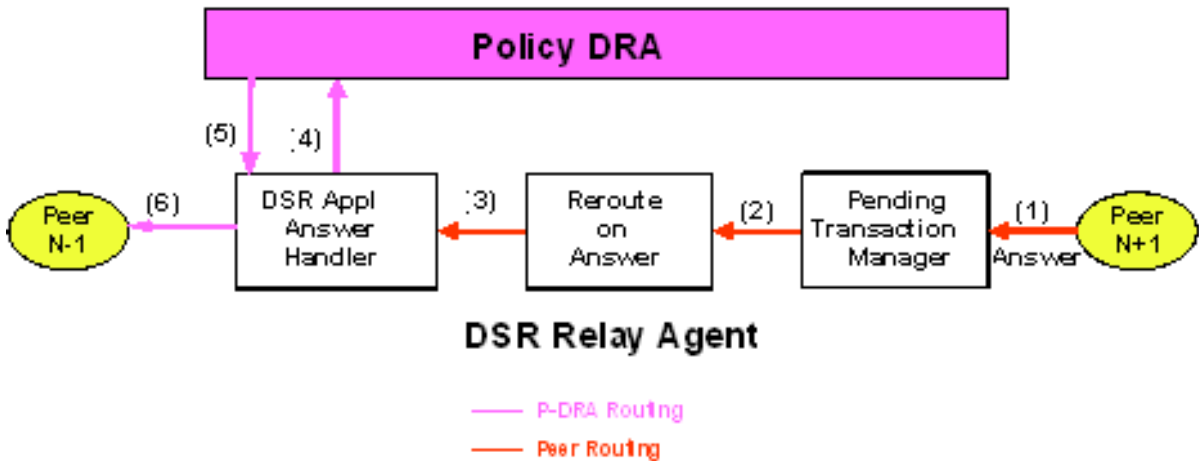 Policy DRA
(5)
(4)
(6)
(3)
(2)
(1)
Peer
N-1
DSR Appl
Answer
Handler
Reroute
on
Answer
Pending
Transaction
Manager
Answer
Peer
N+1
DSR Relay Agent
P-DRA Routing
Peer Routing